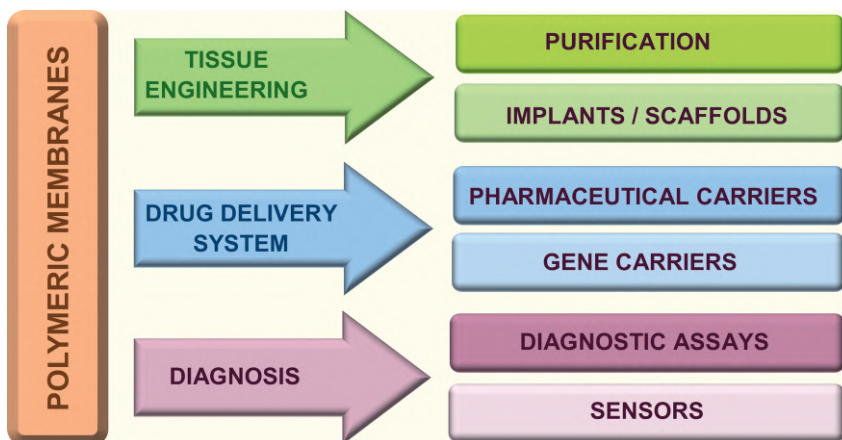 POLYMERIC MEMBRANES
TISSUE
ENGINEERING
PURIFICATION
IMPLANTS / SCAFFOLDS
DRUG DELIVERY
SYSTEM
PHARMACEUTICAL CARRIERS
GENE CARRIERS
DIAGNOSIS
DIAGNOSTIC ASSAYS
SENSORS